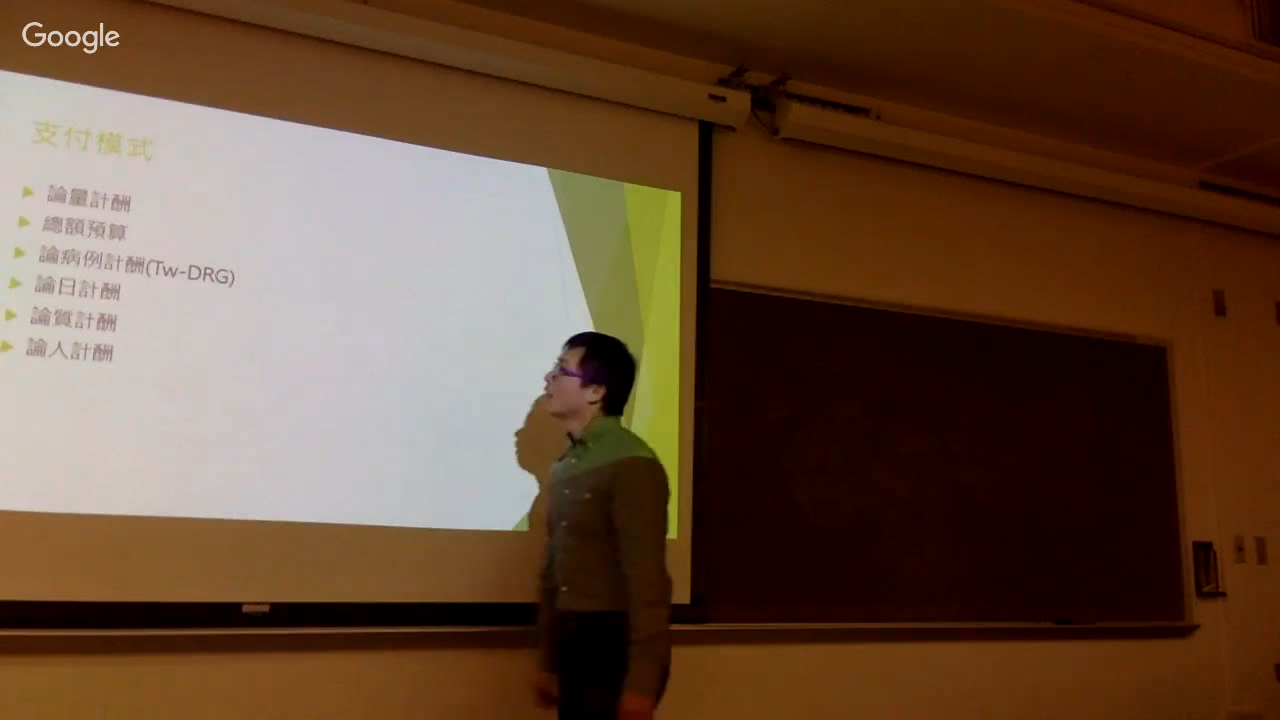 Google
支付模式
論量計酬
總額預算
論病例計酬(Tw-DRG)
論日計酬
論質計酬
論人計酬